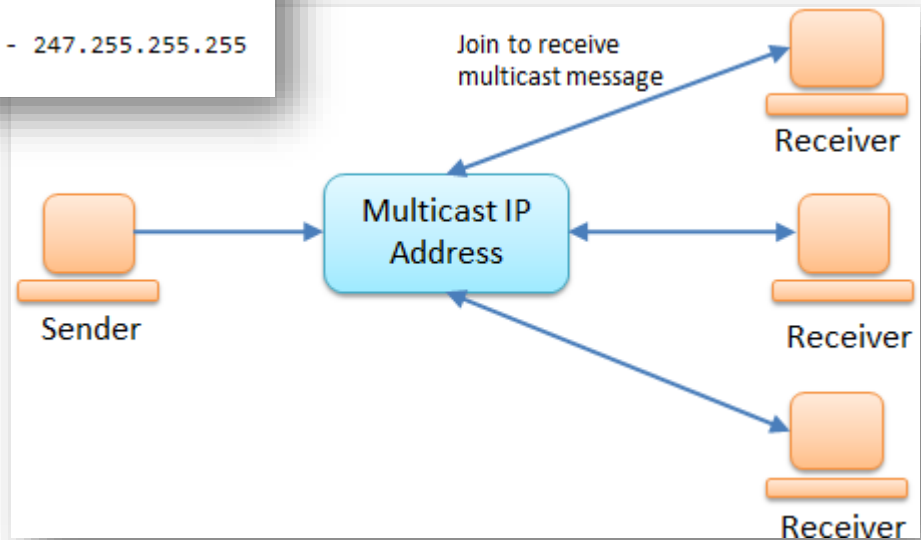 - 247.255.255.255
Join to receive
multicast message
Receiver
Multicast IP
Address
Sender
Receiver
Receiver